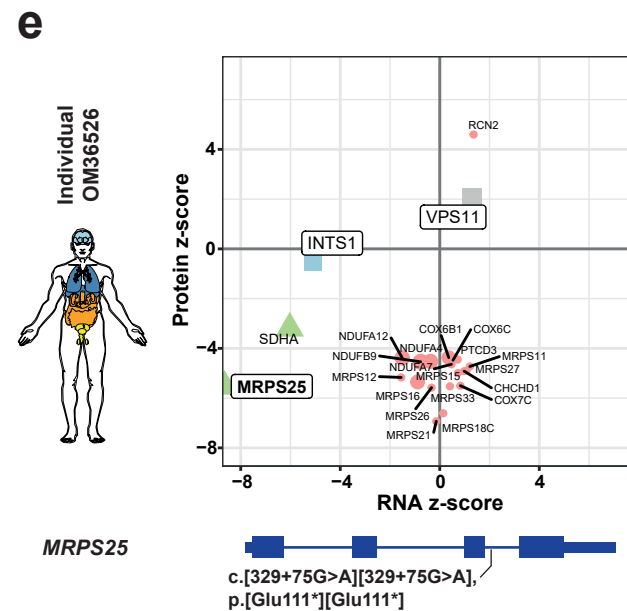 e
Individual
OM36526
Protein z-score
4
0
−4
−8
RCN2
VPS11
INTS1
SDHA
MRPS25
NDUFA12
COX6B1
COX6C
NDUFB9
NDUFA4
PTCD3
MRPS11
NDUFA7
MRPS12
MRPS15
MRPS27
CHCHD1
MRPS16
MRPS33
COX7C
MRPS26
MRPS21
MRPS18C
−8
−4
0
4
RNA z-score
MRPS25
c.[329+75G>A][329+75G>A],
p.[Glu111*][Glu111*]